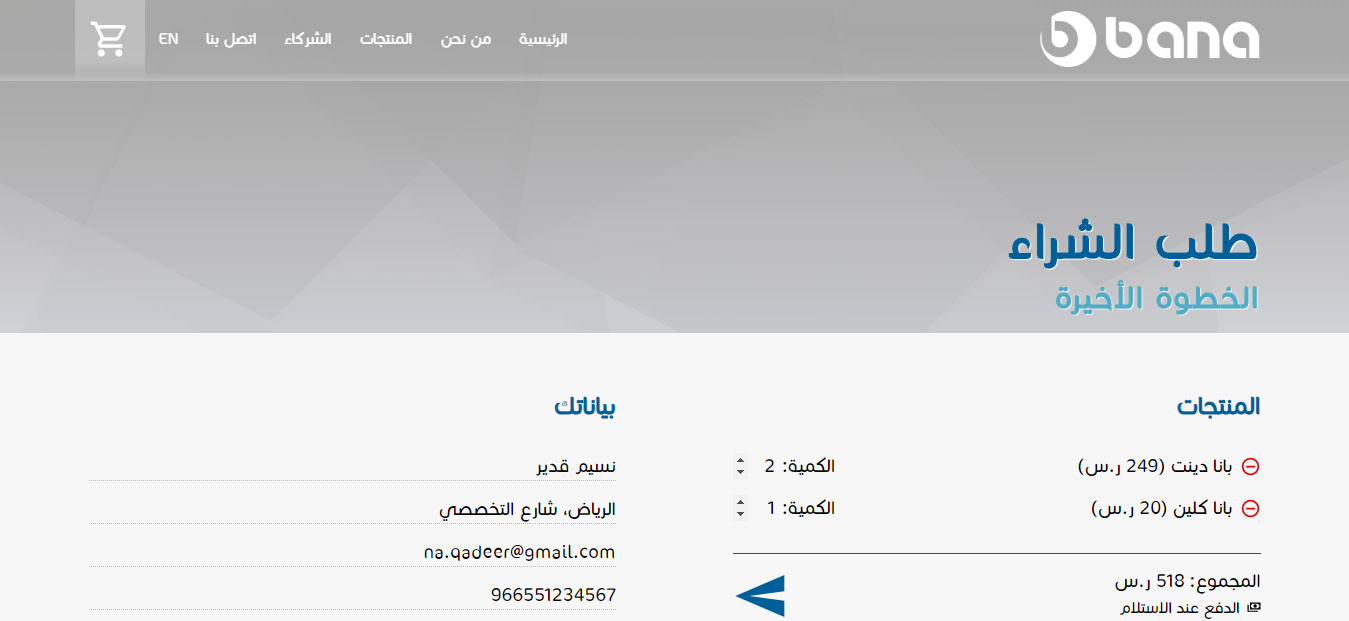 bana
الرئيسية من نحن المنتجات الشركاء اتصل بنا EN
طلب الشراء
الخطوة الأخيرة
المنتجات
بانا دينت (249 ر.س) الكمية: 2
بانا كلين (20 ر.س) الكمية: 1
المجموع: 518 ر.س
الدفع عند الاستلام
بياناتك
نسيم قدير
الرياض، شارع التخصصي
na.qadeer@gmail.com
966551234567